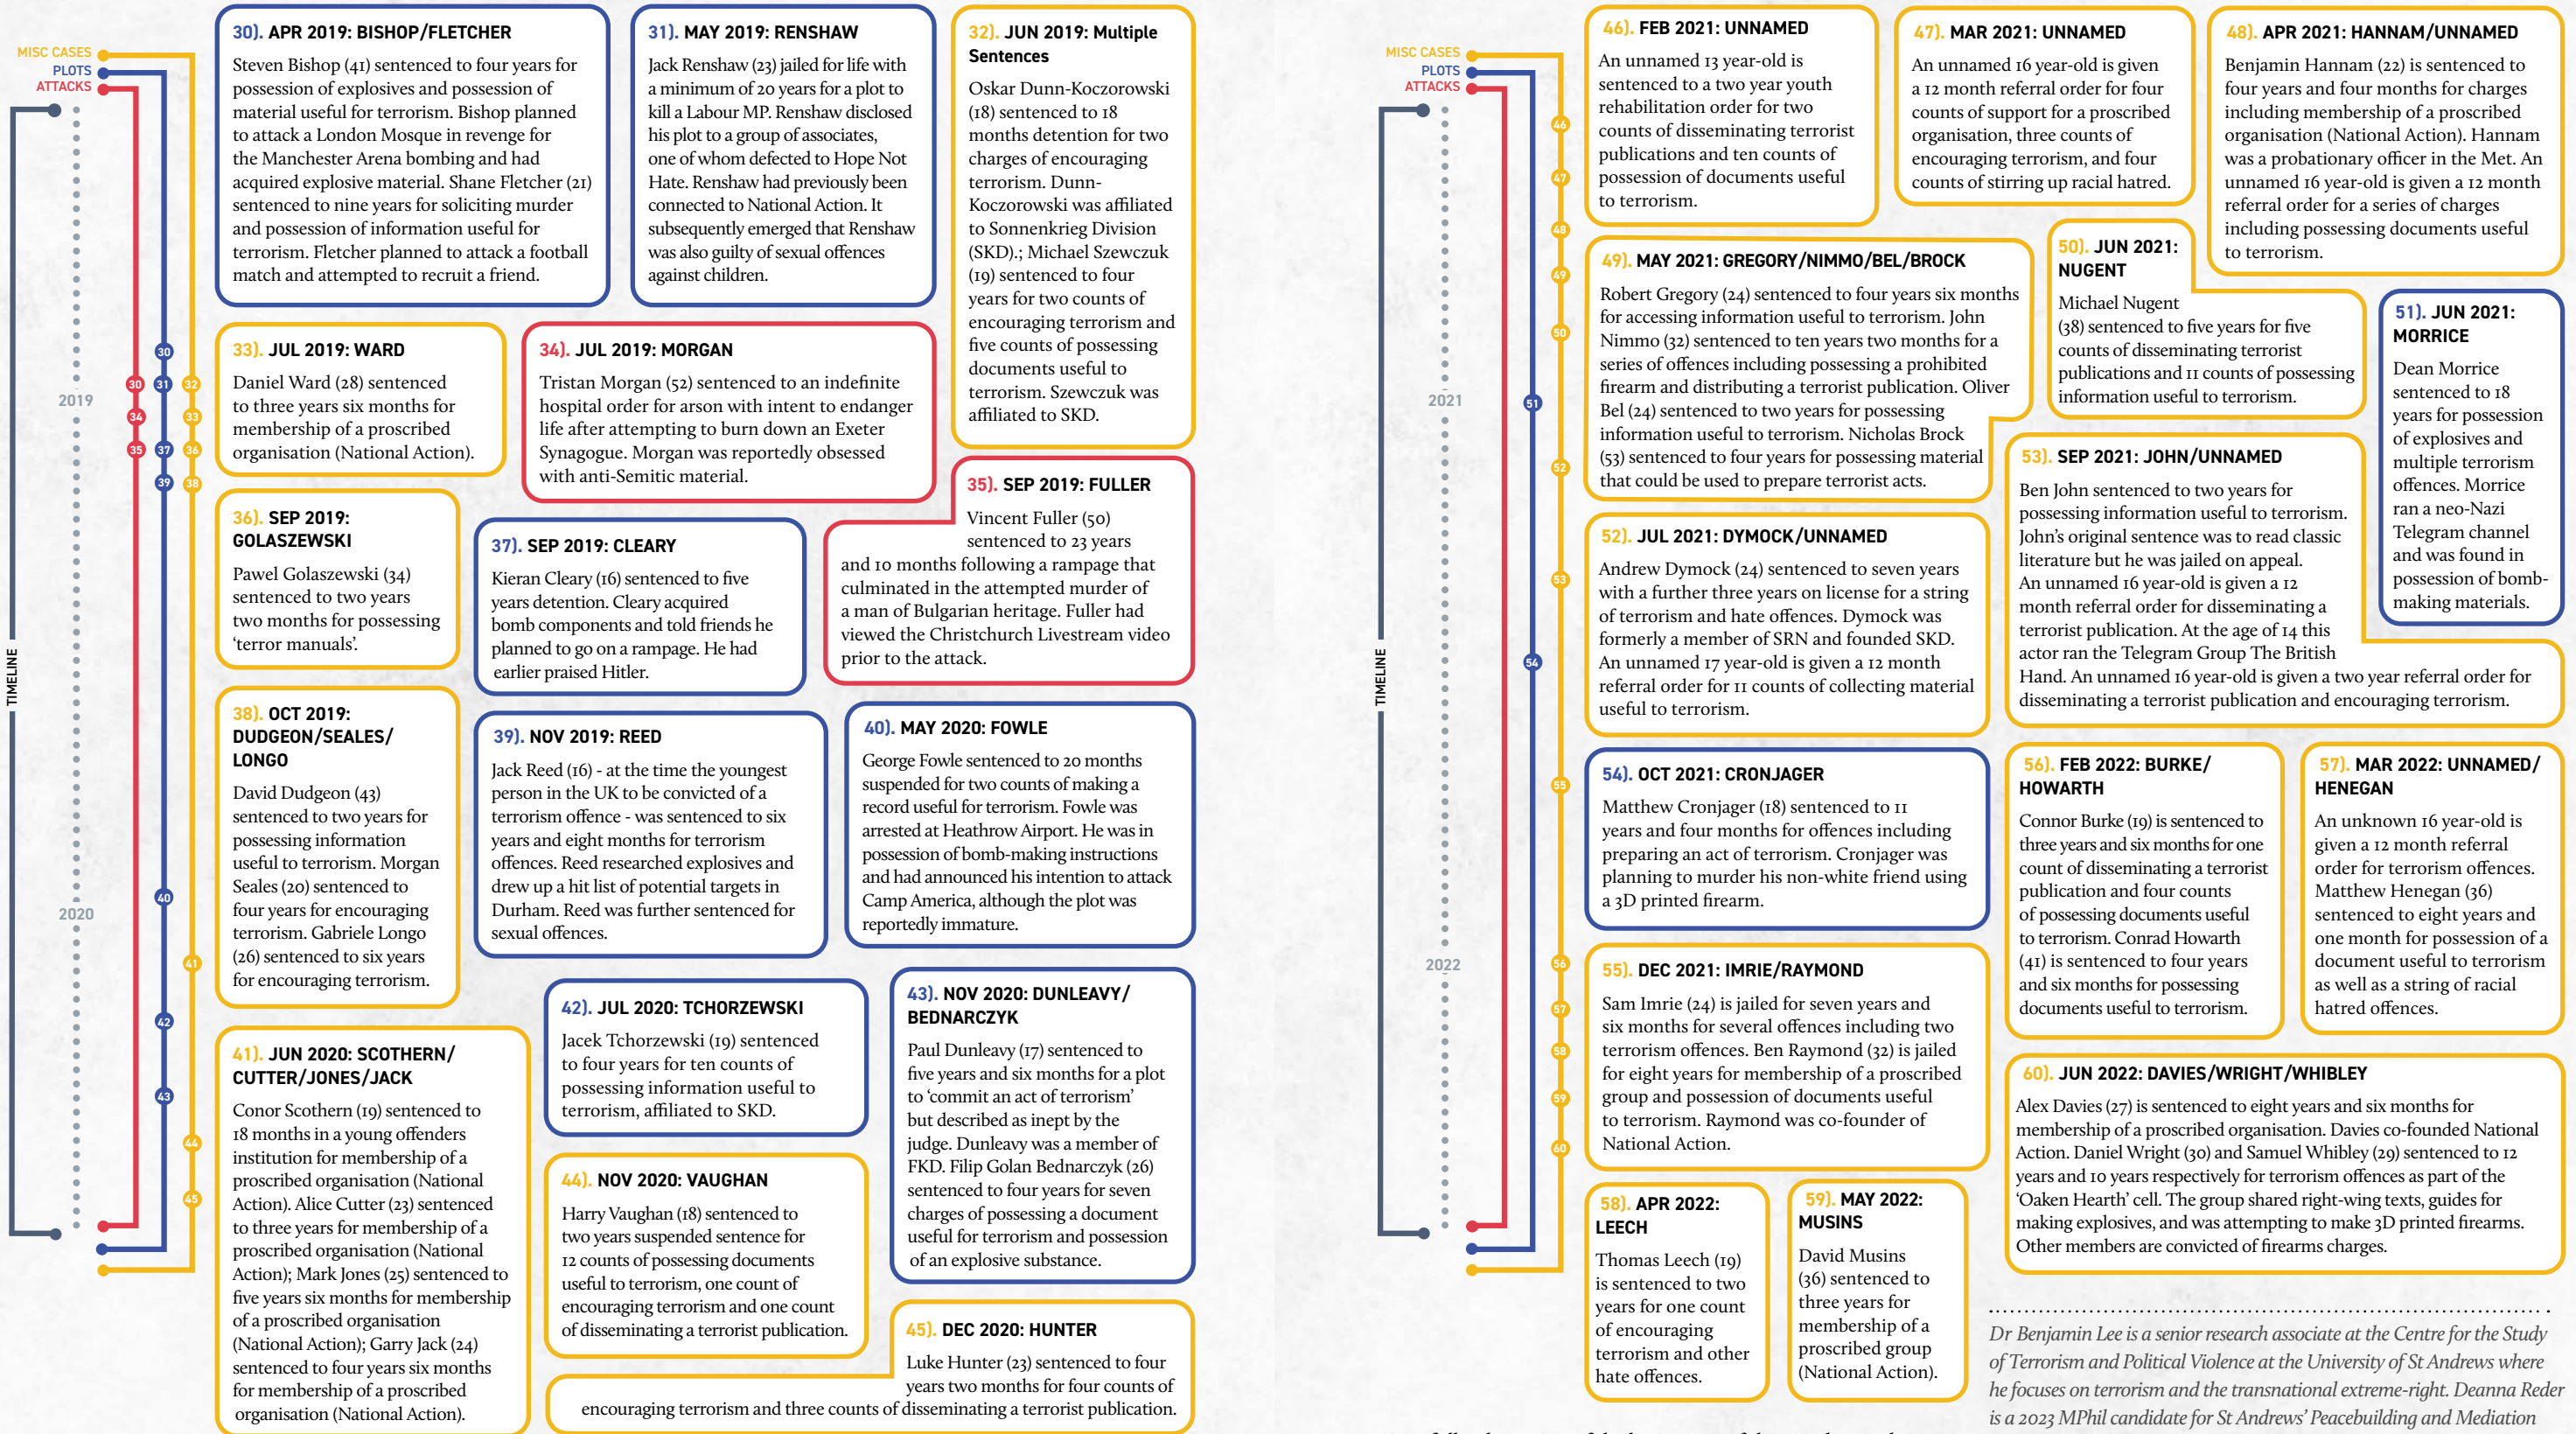 MISC CASES
PLOTS
ATTACKS
TIMELINE
2019
2020
30
31
32
30
34
33
35
37
36
39
38
40
41
42
43
44
45
30). APR 2019: BISHOP/FLETCHER
Steven Bishop (41) sentenced to four years for
possession of explosives and possession of
material useful for terrorism. Bishop planned
to attack a London Mosque in revenge for
the Manchester Arena bombing and had
acquired explosive material. Shane Fletcher (21)
sentenced to nine years for soliciting murder
and possession of information useful for
terrorism. Fletcher planned to attack a football
match and attempted to recruit a friend.
31). MAY 2019: RENSHAW
Jack Renshaw (23) jailed for life with
a minimum of 20 years for a plot to
kill a Labour MP. Renshaw disclosed
his plot to a group of associates,
one of whom defected to Hope Not
Hate. Renshaw had previously been
connected to National Action. It
subsequently emerged that Renshaw
was also guilty of sexual offences
against children.
32). JUN 2019: Multiple
Sentences
Oskar Dunn-Koczorowski
(18) sentenced to 18
months detention for two
charges of encouraging
terrorism. Dunn-
Koczorowski was affiliated
to Sonnenkrieg Division
(SKD).; Michael Szewczuk
(19) sentenced to four
years for two counts of
encouraging terrorism and
five counts of possessing
documents useful to
terrorism. Szewczuk was
affiliated to SKD.
33). JUL 2019: WARD
Daniel Ward (28) sentenced
to three years six months for
membership of a proscribed
organisation (National Action).
34). JUL 2019: MORGAN
Tristan Morgan (52) sentenced to an indefinite
hospital order for arson with intent to endanger
life after attempting to burn down an Exeter
Synagogue. Morgan was reportedly obsessed
with anti-Semitic material.
35). SEP 2019: FULLER
Vincent Fuller (50)
sentenced to 23 years
and 10 months following a rampage that
culminated in the attempted murder of
a man of Bulgarian heritage. Fuller had
viewed the Christchurch Livestream video
prior to the attack.
36). SEP 2019:
GOLASZEWSKI
Pawel Golaszewski (34)
sentenced to two years
two months for possessing
‘terror manuals’.
37). SEP 2019: CLEARY
Kieran Cleary (16) sentenced to five
years detention. Cleary acquired
bomb components and told friends he
planned to go on a rampage. He had
earlier praised Hitler.
38). OCT 2019:
DUDGEON/SEALES/
LONGO
David Dudgeon (43)
sentenced to two years for
possessing information
useful to terrorism. Morgan
Seales (20) sentenced to
four years for encouraging
terrorism. Gabriele Longo
(26) sentenced to six years
for encouraging terrorism.
39). NOV 2019: REED
Jack Reed (16) - at the time the youngest
person in the UK to be convicted of a
terrorism offence - was sentenced to six
years and eight months for terrorism
offences. Reed researched explosives and
drew up a hit list of potential targets in
Durham. Reed was further sentenced for
sexual offences.
40). MAY 2020: FOWLE
George Fowle sentenced to 20 months
suspended for two counts of making a
record useful for terrorism. Fowle was
arrested at Heathrow Airport. He was in
possession of bomb-making instructions
and had announced his intention to attack
Camp America, although the plot was
reportedly immature.
41). JUN 2020: SCOTHERN/
CUTTER/JONES/JACK
Conor Scothern (19) sentenced to
18 months in a young offenders
institution for membership of a
proscribed organisation (National
Action). Alice Cutter (23) sentenced
to three years for membership of a
proscribed organisation (National
Action); Mark Jones (25) sentenced to
five years six months for membership
of a proscribed organisation
(National Action); Garry Jack (24)
sentenced to four years six months
for membership of a proscribed
organisation (National Action).
42). JUL 2020: TCHORZEWSKI
Jacek Tchorzewski (19) sentenced
to four years for ten counts of
possessing information useful to
terrorism, affiliated to SKD.
43). NOV 2020: DUNLEAVY/
BEDNARCZYK
Paul Dunleavy (17) sentenced to
five years and six months for a plot
to ‘commit an act of terrorism’
but described as inept by the
judge. Dunleavy was a member of
FKD. Filip Golan Bednarczyk (26)
sentenced to four years for seven
charges of possessing a document
useful for terrorism and possession
of an explosive substance.
44). NOV 2020: VAUGHAN
Harry Vaughan (18) sentenced to
two years suspended sentence for
12 counts of possessing documents
useful to terrorism, one count of
encouraging terrorism and one count
of disseminating a terrorist publication.
45). DEC 2020: HUNTER
Luke Hunter (23) sentenced to four
years two months for four counts of
encouraging terrorism and three counts of disseminating a terrorist publication.
MISC CASES
PLOTS
ATTACKS
TIMELINE
2021
2022
46
47
48
49
50
51
52
53
54
55
56
57
58
59
60
46). FEB 2021: UNNAMED
An unnamed 13 year-old is
sentenced to a two year youth
rehabilitation order for two
counts of disseminating terrorist
publications and ten counts of
possession of documents useful
to terrorism.
47). MAR 2021: UNNAMED
An unnamed 16 year-old is given
a 12 month referral order for four
counts of support for a proscribed
organisation, three counts of
encouraging terrorism, and four
counts of stirring up racial hatred.
48). APR 2021: HANNAM/UNNAMED
Benjamin Hannam (22) is sentenced to
four years and four months for charges
including membership of a proscribed
organisation (National Action). Hannam
was a probationary officer in the Met. An
unnamed 16 year-old is given a 12 month
referral order for a series of charges
including possessing documents useful
to terrorism.
49). MAY 2021: GREGORY/NIMMO/BEL/BROCK
Robert Gregory (24) sentenced to four years six months
for accessing information useful to terrorism. John
Nimmo (32) sentenced to ten years two months for a
series of offences including possessing a prohibited
firearm and distributing a terrorist publication. Oliver
Bel (24) sentenced to two years for possessing
information useful to terrorism. Nicholas Brock
(53) sentenced to four years for possessing material
that could be used to prepare terrorist acts.
50). JUN 2021:
NUGENT
Michael Nugent
(38) sentenced to five years for five
counts of disseminating terrorist
publications and 11 counts of possessing
information useful to terrorism.
51). JUN 2021:
MORRICE
Dean Morrice
sentenced to 18
years for possession
of explosives and
multiple terrorism
offences. Morrice
ran a neo-Nazi
Telegram channel
and was found in
possession of bomb-
making materials.
52). JUL 2021: DYMOCK/UNNAMED
Andrew Dymock (24) sentenced to seven years
with a further three years on license for a string
of terrorism and hate offences. Dymock was
formerly a member of SRN and founded SKD.
An unnamed 17 year-old is given a 12 month
referral order for 11 counts of collecting material
useful to terrorism.
53). SEP 2021: JOHN/UNNAMED
Ben John sentenced to two years for
possessing information useful to terrorism.
John’s original sentence was to read classic
literature but he was jailed on appeal.
An unnamed 16 year-old is given a 12
month referral order for disseminating a
terrorist publication. At the age of 14 this
actor ran the Telegram Group The British
Hand. An unnamed 16 year-old is given a two year referral order for
disseminating a terrorist publication and encouraging terrorism.
54). OCT 2021: CRONJAGER
Matthew Cronjager (18) sentenced to 11
years and four months for offences including
preparing an act of terrorism. Cronjager was
planning to murder his non-white friend using
a 3D printed firearm.
55). DEC 2021: IMRIE/RAYMOND
Sam Imrie (24) is jailed for seven years and
six months for several offences including two
terrorism offences. Ben Raymond (32) is jailed
for eight years for membership of a proscribed
group and possession of documents useful
to terrorism. Raymond was co-founder of
National Action.
56). FEB 2022: BURKE/
HOWARTH
Connor Burke (19) is sentenced to
three years and six months for one
count of disseminating a terrorist
publication and four counts
of possessing documents useful
to terrorism. Conrad Howarth
(41) is sentenced to four years
and six months for possessing
documents useful to terrorism.
57). MAR 2022: UNNAMED/
HENEGAN
An unknown 16 year-old is
given a 12 month referral
order for terrorism offences.
Matthew Henegan (36)
sentenced to eight years and
one month for possession of a
document useful to terrorism
as well as a string of racial
hatred offences.
58). APR 2022:
LEECH
Thomas Leech (19)
is sentenced to two
years for one count
of encouraging
terrorism and other
hate offences.
59). MAY 2022:
MUSINS
David Musins
(36) sentenced to
three years for
membership of a
proscribed group
(National Action).
60). JUN 2022: DAVIES/WRIGHT/WHIBLEY
Alex Davies (27) is sentenced to eight years and six months for
membership of a proscribed organisation. Davies co-founded National
Action. Daniel Wright (30) and Samuel Whibley (29) sentenced to 12
years and 10 years respectively for terrorism offences as part of the
‘Oaken Hearth’ cell. The group shared right-wing texts, guides for
making explosives, and was attempting to make 3D printed firearms.
Other members are convicted of firearms charges.
Dr Benjamin Lee is a senior research associate at the Centre for the Study
of Terrorism and Political Violence at the University of St Andrews where
he focuses on terrorism and the transnational extreme-right. Deanna Reder
is a 2023 MPhil candidate for St Andrews’ Peacebuilding and Mediation